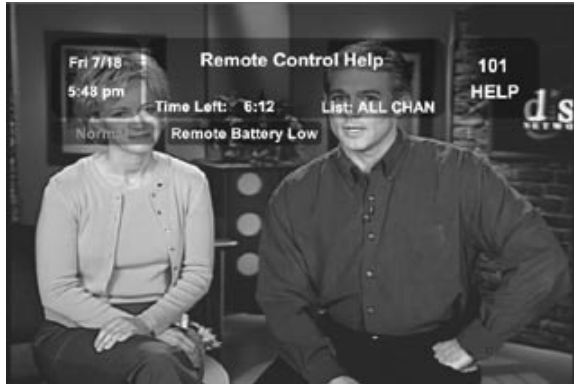 Fri 7/18
Remote Control Help
101
5:48 pm
HELP
Time Left: 6:12
List: ALL CHAN
Normal
Remote Battery Low
d s
NETWO